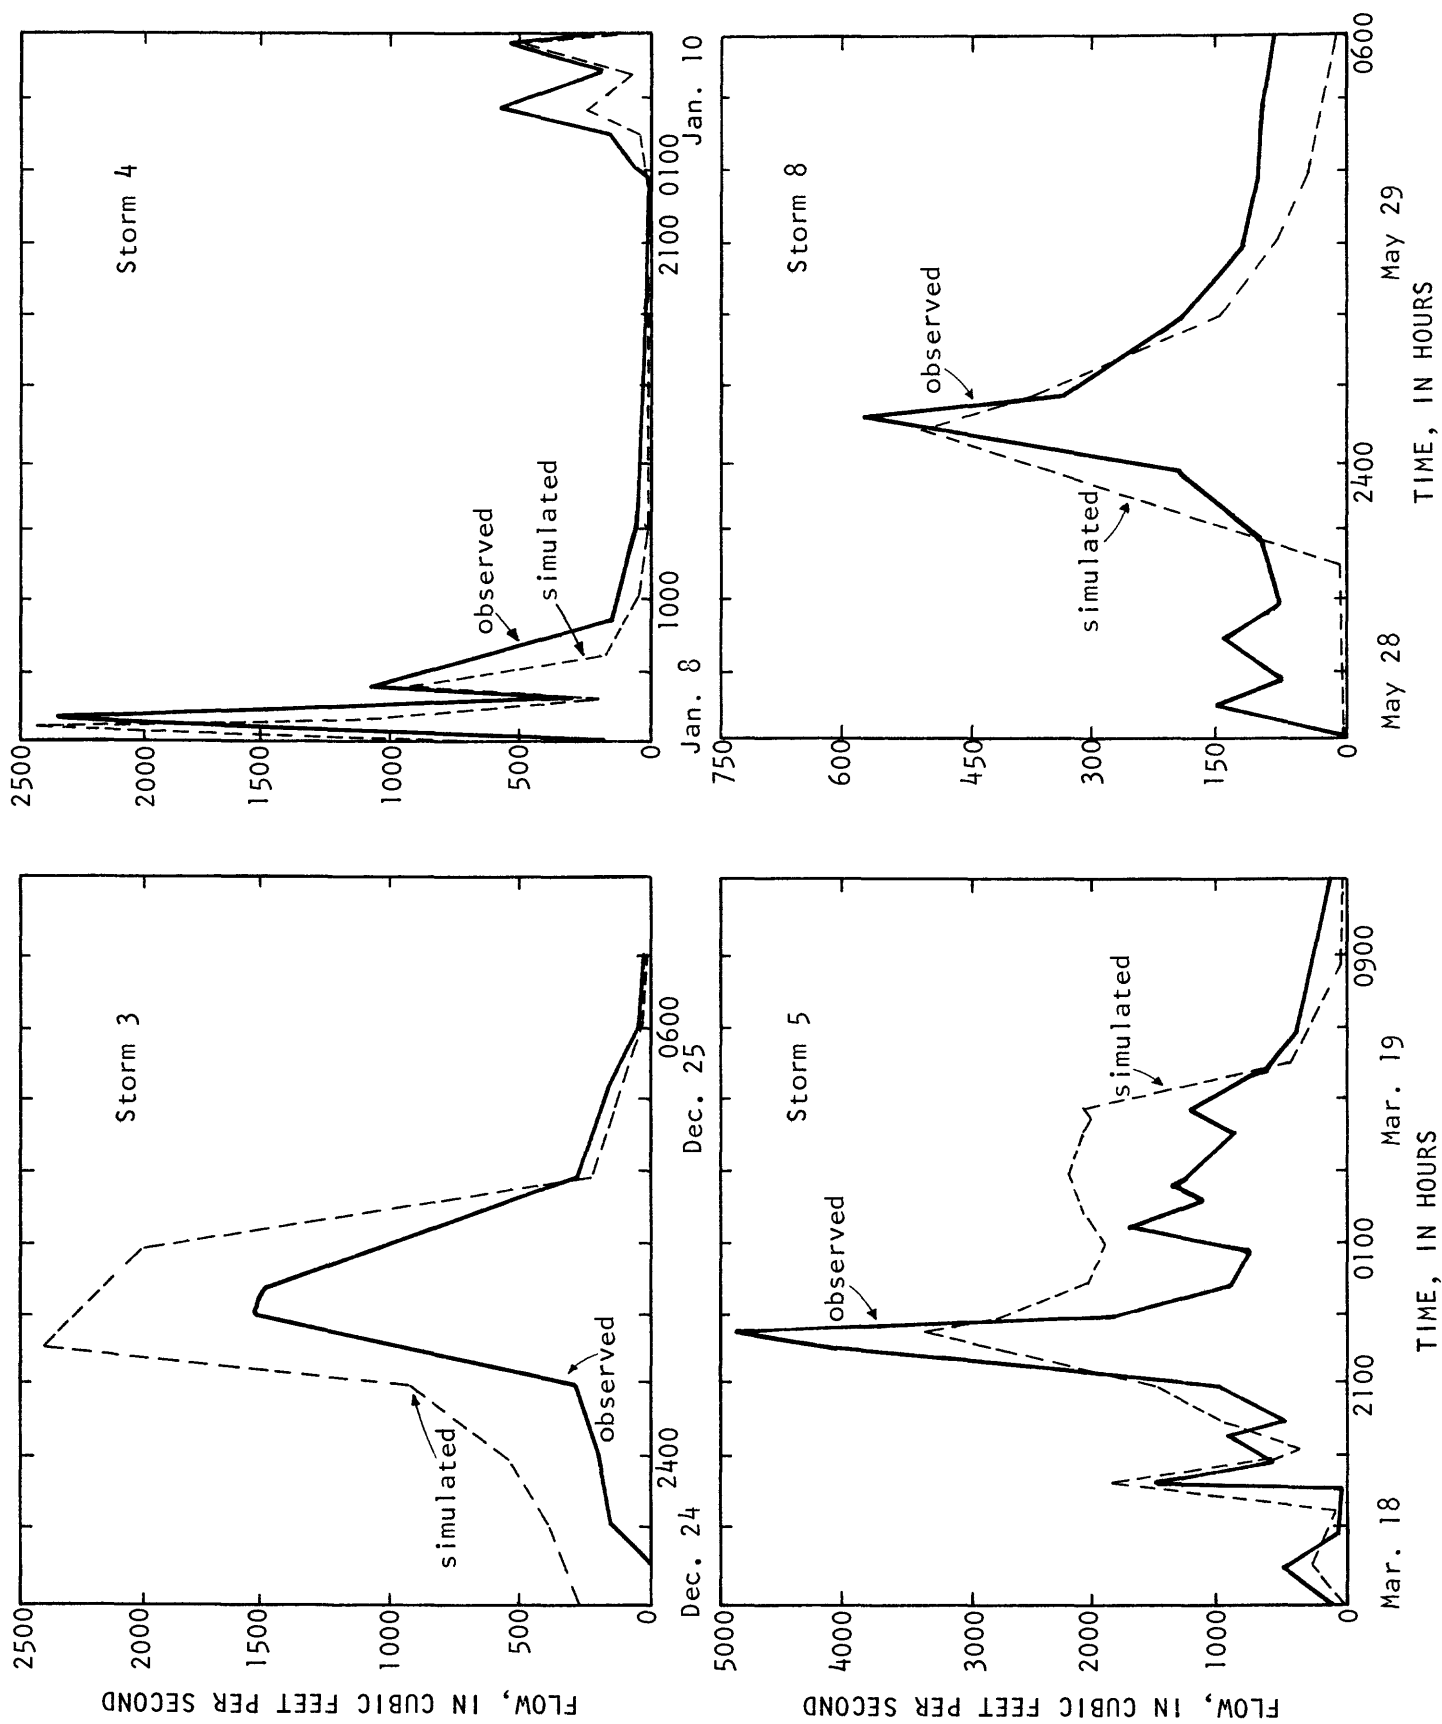 FLOW, IN CUBIC FEET PER SECOND
2500
2000
1500
1000
500
0
Storm 3
simulated
observed
2400
0600
Dec. 24
Dec. 25
2500
2000
1500
1000
500
0
Storm 4
observed
simulated
1000
2100
0100
Jan. 8
Jan. 10
FLOW, IN CUBIC FEET PER SECOND
5000
4000
3000
2000
1000
0
Storm 5
observed
simulated
2100
0100
0900
Mar. 18
Mar. 19
TIME, IN HOURS
750
600
450
300
150
0
Storm 8
observed
simulated
2400
0600
May 28
May 29
TIME, IN HOURS